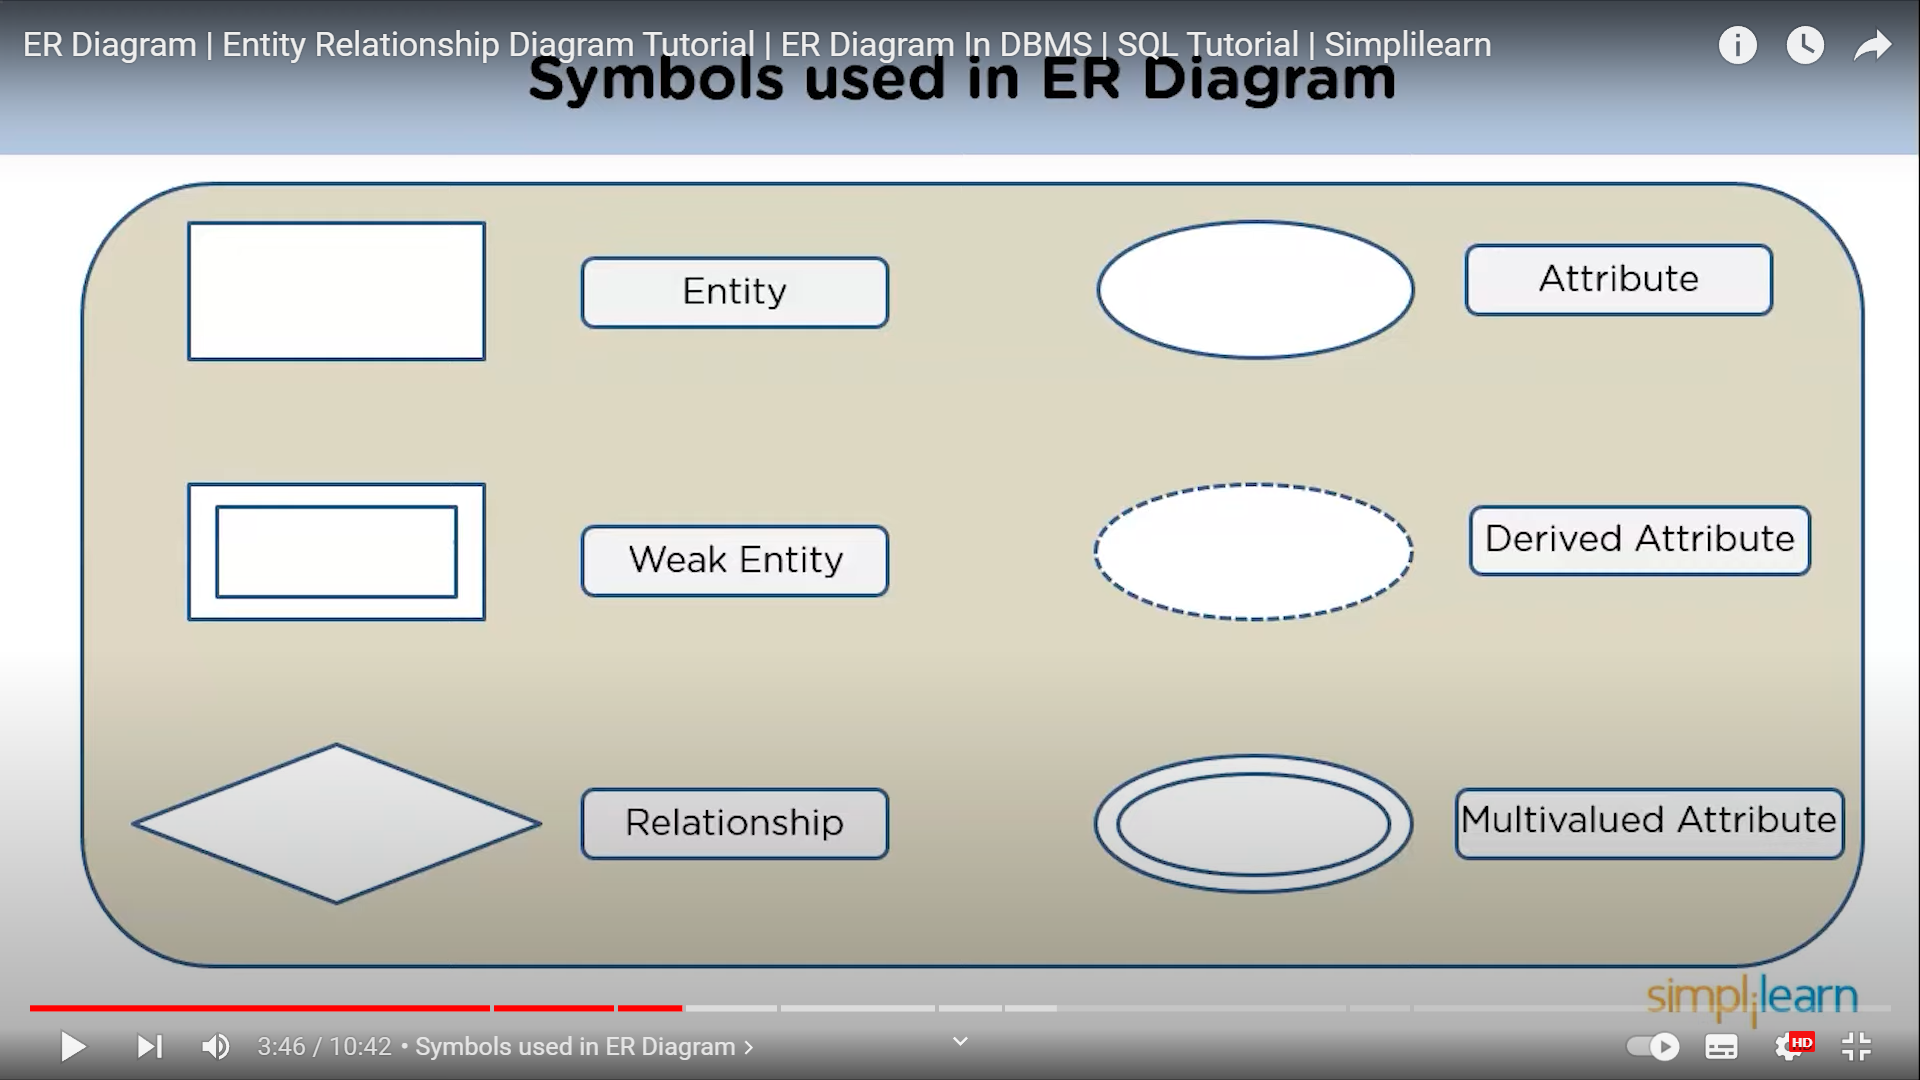 ER Diagram | Entity Relationship Diagram Tutorial | ER Diagram In DBMS | SQL Tutorial | Simplilearn
Symbols used in ER Diagram
Entity
Attribute
Weak Entity
Derived Attribute
Relationship
Multivalued Attribute
simplilearn
3:46 / 10:42 • Symbols used in ER Diagram
HD